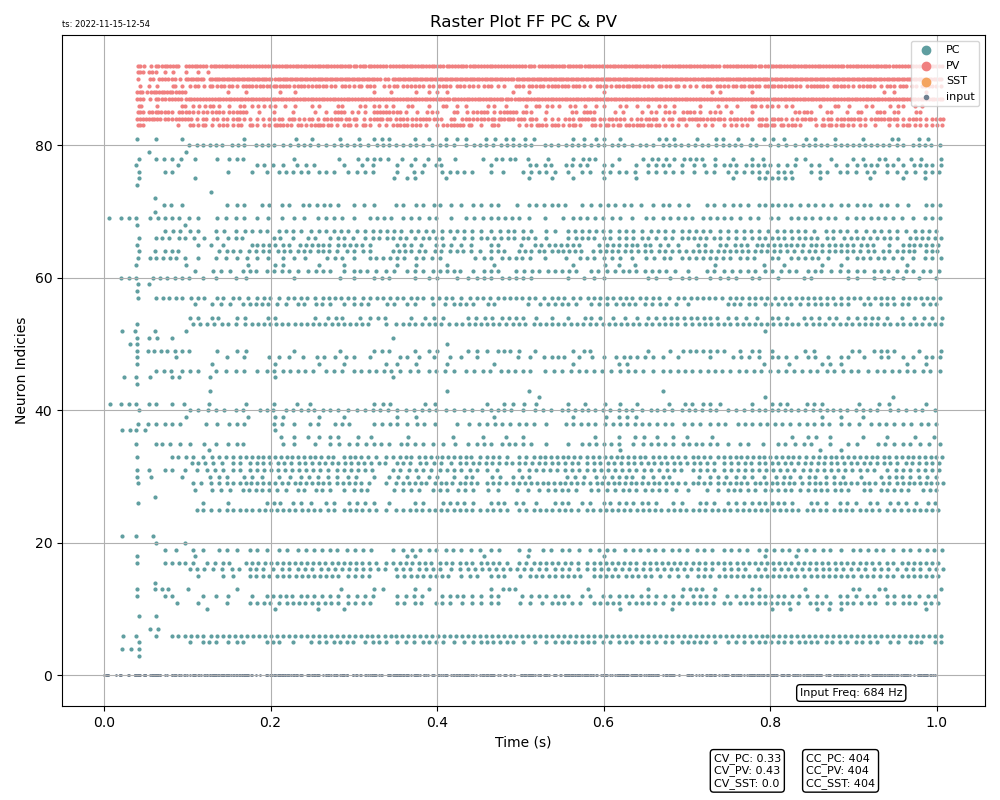 ts: 2022-11-15-12-54
Raster Plot FF PC & PV
PC
PV
SST
input
80
60
40
20
0
Neuron Indicies
Input Freq: 684 Hz
0.0 0.2 0.4 0.6 0.8 1.0
Time (s)
CV_PC: 0.33
CV_PV: 0.43
CV_SST: 0.0
CC_PC: 404
CC_PV: 404
CC_SST: 404